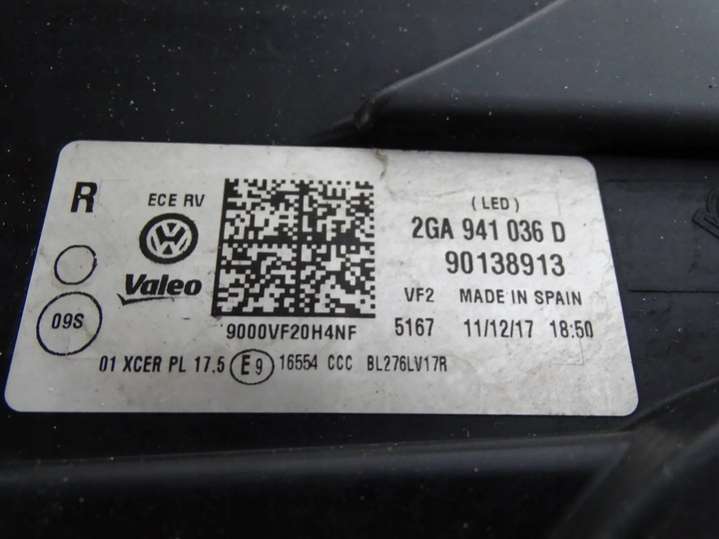 R
ECE RV
(LED)
2GA 941 036 D
Valeo
90138913
VF2 MADE IN SPAIN
09S
9000VF20H4NF
5167 11/12/17 18:50
01 XCER PL 17.5 E9 16554 CCC BL276LV17R